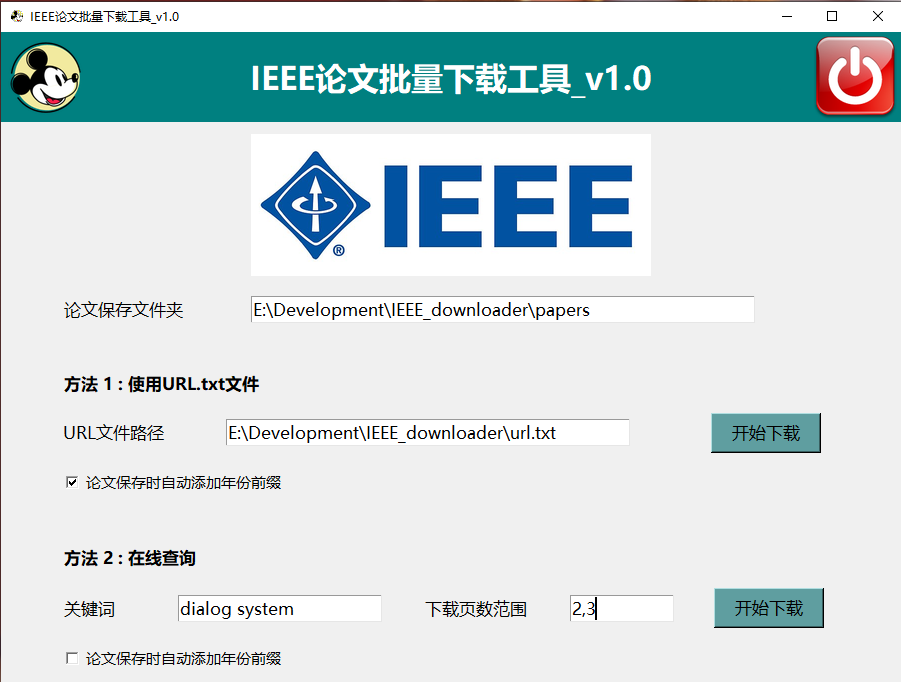 IEEE论文批量下载工具_v1.0
IEEE论文批量下载工具_v1.0
IEEE
®
论文保存文件夹 E:\Development\IEEE_downloader\papers
方法 1 : 使用URL.txt文件
URL文件路径 E:\Development\IEEE_downloader\url.txt 开始下载
论文保存时自动添加年份前缀
方法 2 : 在线查询
关键词 dialog system 下载页数范围 2,3 开始下载
论文保存时自动添加年份前缀